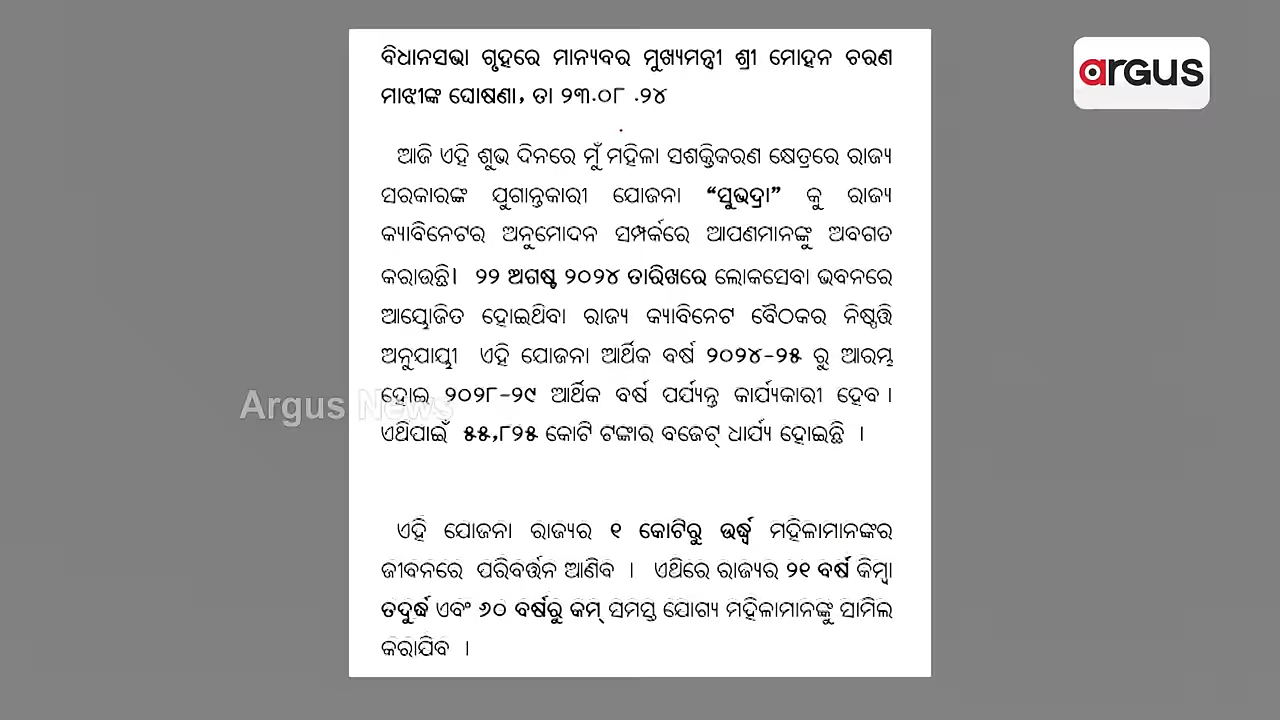 ବିଧାନସଭା ଗୃହରେ ମାନ୍ୟବର ମୁଖ୍ୟମନ୍ତ୍ରୀ ଶ୍ରୀ ମୋହନ ଚରଣ
ମାଝୀଙ୍କ ଘୋଷଣା, ତା ୨୩.୦୮ .୨୪
argus
ଆଜି ଏହି ଶୁଭ ଦିନରେ ମୁଁ ମହିଳା ସଶକ୍ତିକରଣ କ୍ଷେତ୍ରରେ ରାଜ୍ୟ
ସରକାରଙ୍କ ଯୁଗାନ୍ତକାରୀ ଯୋଜନା “ସୁଭଦ୍ରା” କୁ ରାଜ୍ୟ
କ୍ୟାବିନେଟର ଅନୁମୋଦନ ସମ୍ପର୍କରେ ଆପଣମାନଙ୍କୁ ଅବଗତ
କରାଉଛି। ୨୨ ଅଗଷ୍ଟ ୨୦୨୪ ତାରିଖରେ ଲୋକସେବା ଭବନରେ
ଆୟୋଜିତ ହୋଇଥିବା ରାଜ୍ୟ କ୍ୟାବିନେଟ ବୈଠକର ନିଷ୍ପତ୍ତି
ଅନୁଯାୟୀ ଏହି ଯୋଜନା ଆର୍ଥିକ ବର୍ଷ ୨୦୨୪-୨୫ ରୁ ଆରମ୍ଭ
ହୋଇ ୨୦୨୮-୨୯ ଆର୍ଥିକ ବର୍ଷ ପର୍ଯ୍ୟନ୍ତ କାର୍ଯ୍ୟକାରୀ ହେବ।
Argus News
ଏଥିପାଇଁ ୫୫,୮୨୫ କୋଟି ଟଙ୍କାର ବଜେଟ୍ ଧାର୍ଯ୍ୟ ହୋଇଛି ।
ଏହି ଯୋଜନା ରାଜ୍ୟର ୧ କୋଟିରୁ ଉର୍ଦ୍ଧ୍ୱ ମହିଳାମାନଙ୍କର
ଜୀବନରେ ପରିବର୍ତ୍ତନ ଆଣିବ । ଏଥିରେ ରାଜ୍ୟର ୨୧ ବର୍ଷ କିମ୍ବା
ତଦୁର୍ଦ୍ଧ୍ୱ ଏବଂ ୬୦ ବର୍ଷରୁ କମ୍ ସମସ୍ତ ଯୋଗ୍ୟ ମହିଳାମାନଙ୍କୁ ସାମିଲ
କରାଯିବ ।